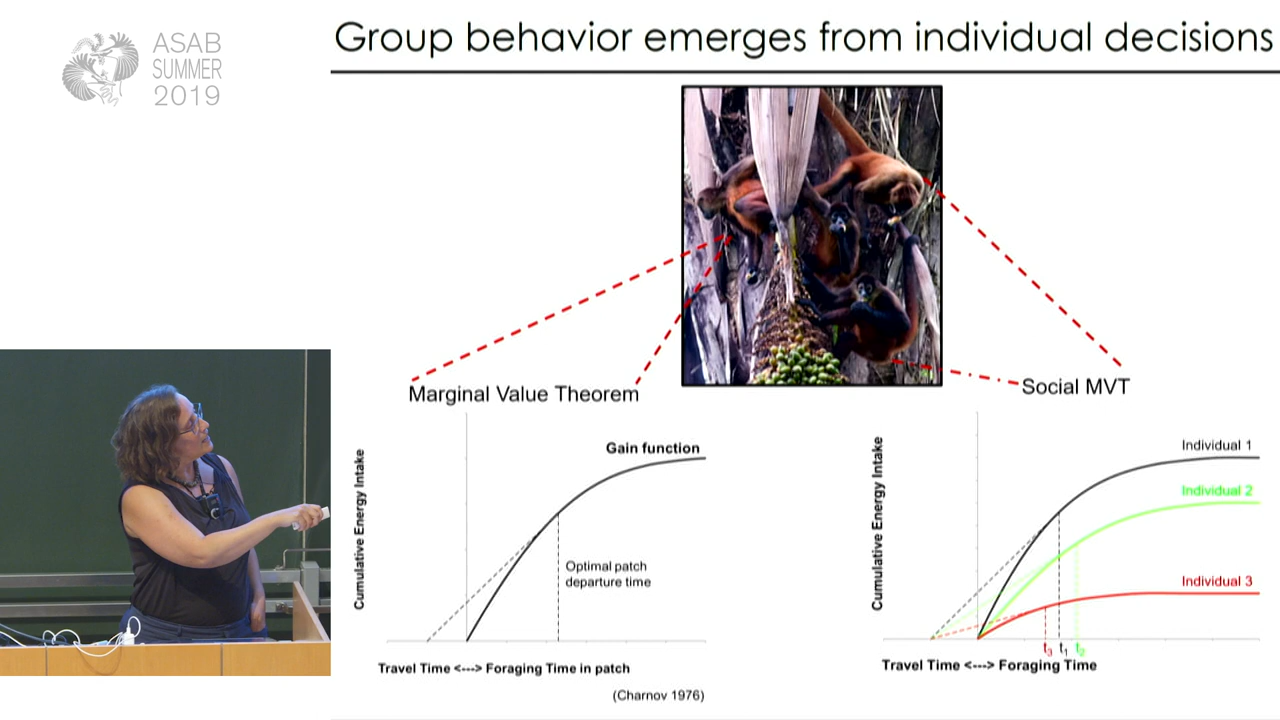 ASAB
SUMMER
2019
Group behavior emerges from individual decisions
Marginal Value Theorem
Social MVT
Cumulative Energy Intake
Gain function
Optimal patch
departure time
Travel Time <---> Foraging Time in patch
(Charnov 1976)
Cumulative Energy Intake
Individual 1
Individual 2
Individual 3
t3 t1 t2
Travel Time <---> Foraging Time